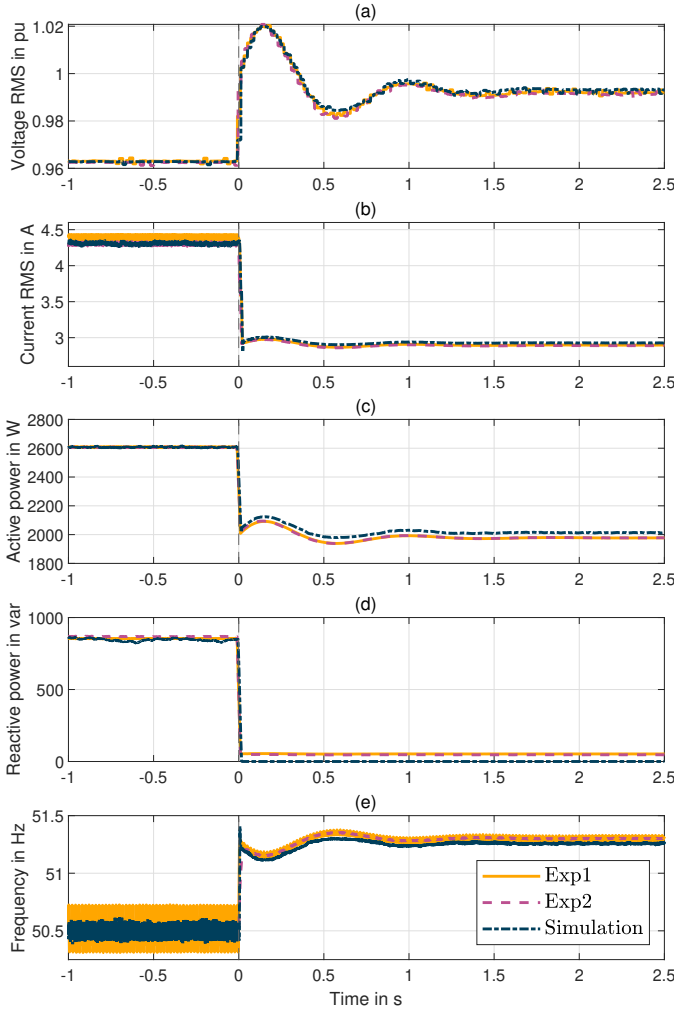 (a)
Voltage RMS in pu
1.02
1
0.98
0.96
-1 -0.5 0 0.5 1 1.5 2 2.5
(b)
Current RMS in A
4.5
4
3.5
3
-1 -0.5 0 0.5 1 1.5 2 2.5
(c)
Active power in W
2800
2600
2400
2200
2000
1800
-1 -0.5 0 0.5 1 1.5 2 2.5
(d)
Reactive power in var
1000
500
0
-1 -0.5 0 0.5 1 1.5 2 2.5
(e)
Frequency in Hz
51.5
51
50.5
Exp1
Exp2
Simulation
-1 -0.5 0 0.5 1 1.5 2 2.5
Time in s